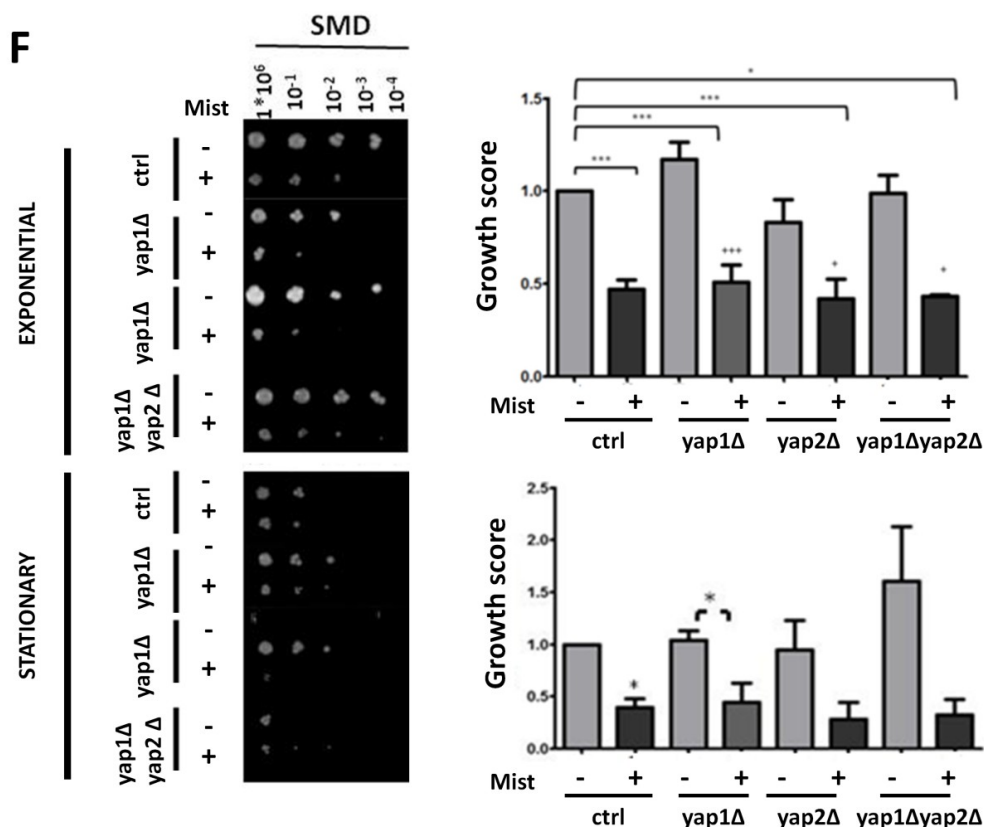 F
SMD
Mist
1*10⁶
10⁻¹
10⁻²
10⁻³
10⁻⁴
EXPONENTIAL
ctrl
-
+
yap1Δ
-
+
yap1Δ
-
+
yap1Δ
yap2 Δ
-
+
STATIONARY
ctrl
-
+
yap1Δ
-
+
yap1Δ
-
+
yap1Δ
yap2 Δ
-
+
Growth score
1.5
1.0
0.5
0.0
*
***
***
***
+++
+
+
Mist - + - + - + - +
ctrl yap1Δ yap2Δ yap1Δyap2Δ
Growth score
2.5
2.0
1.5
1.0
0.5
0.0
*
*
Mist - + - + - + - +
ctrl yap1Δ yap2Δ yap1Δyap2Δ